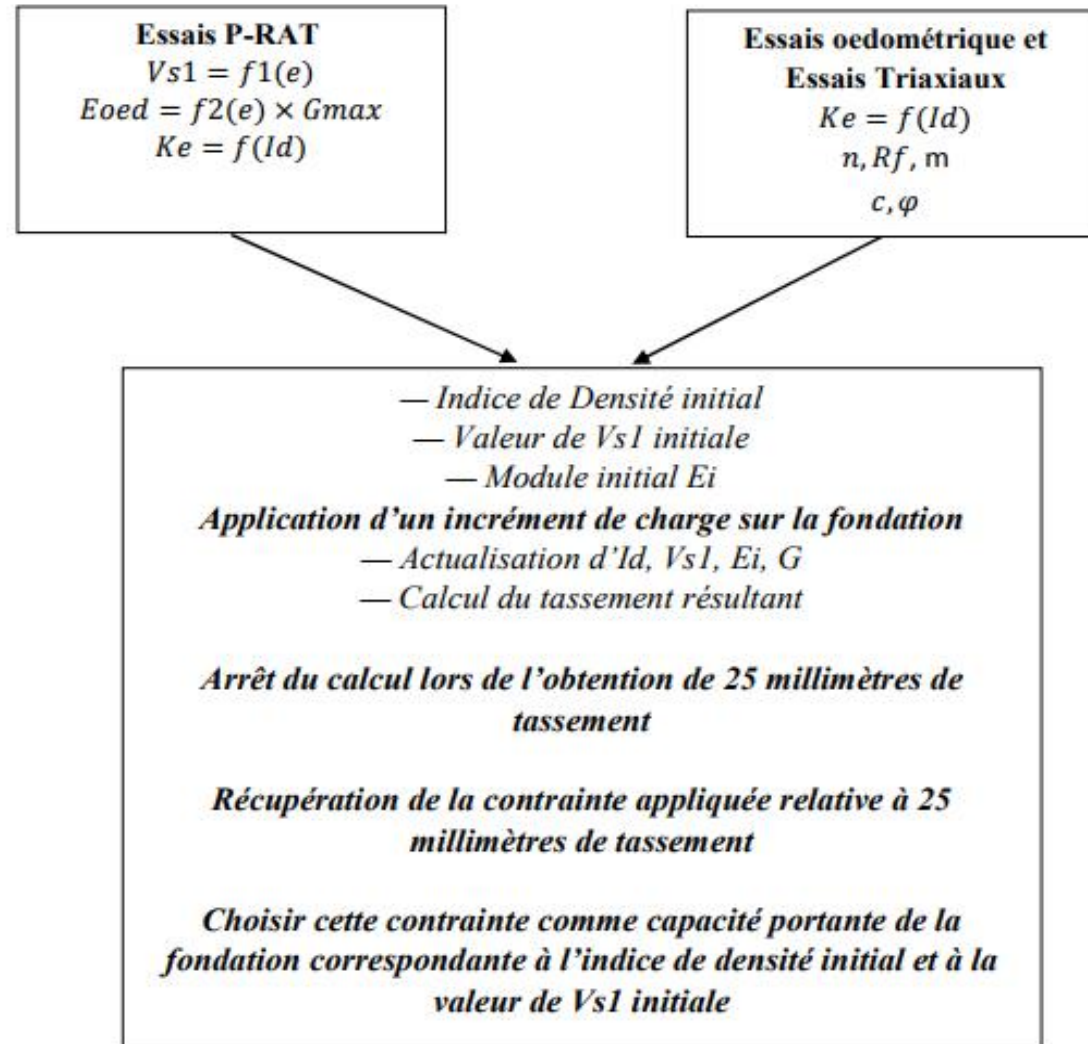 Essais P-RAT
Vs1 = f1(e)
Eoed = f2(e) × Gmax
Ke = f(Id)
Essais oedométrique et
Essais Triaxiaux
Ke = f(Id)
n, Rf, m
c, φ
— Indice de Densité initial
— Valeur de Vs1 initiale
— Module initial Ei
Application d’un incrément de charge sur la fondation
— Actualisation d’Id, Vs1, Ei, G
— Calcul du tassement résultant
Arrêt du calcul lors de l’obtention de 25 millimètres de
tassement
Récupération de la contrainte appliquée relative à 25
millimètres de tassement
Choisir cette contrainte comme capacité portante de la
fondation correspondante à l’indice de densité initial et à la
valeur de Vs1 initiale